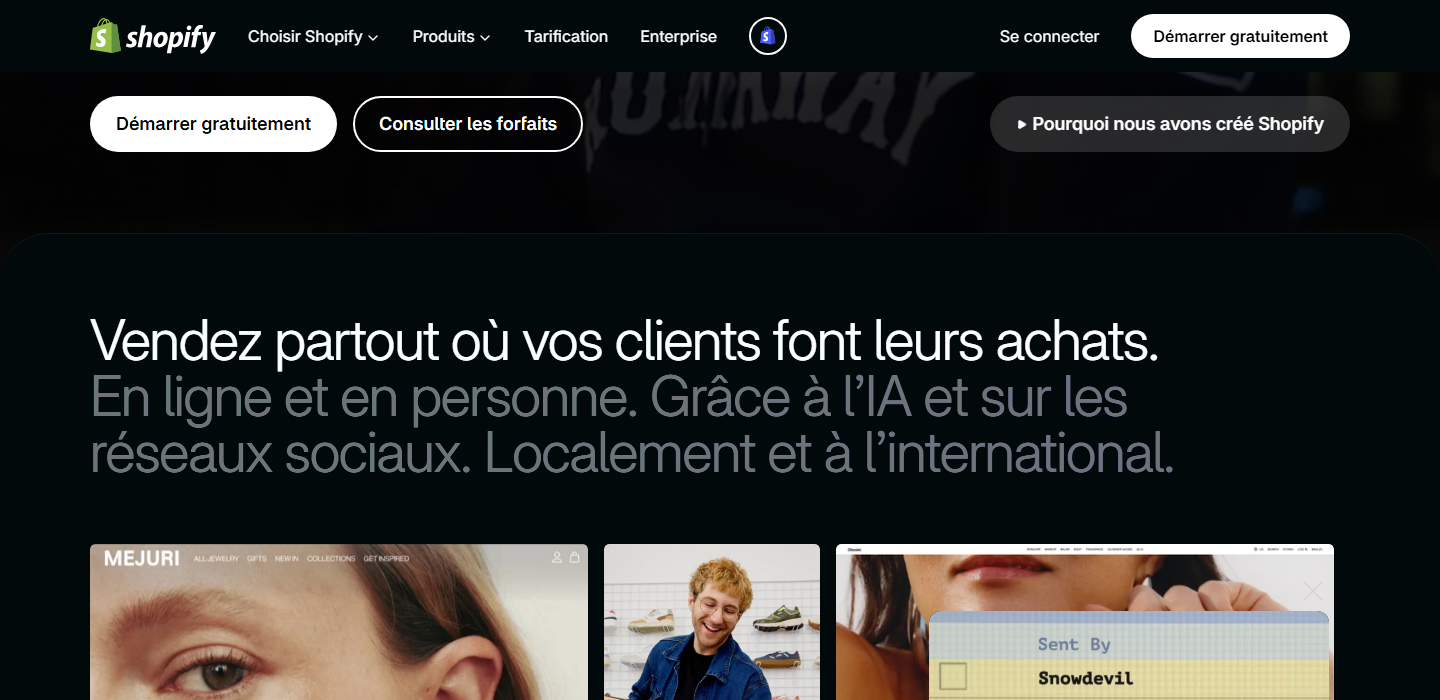 shopify
Choisir Shopify
Produits
Tarification
Enterprise
Se connecter
Démarrer gratuitement
Démarrer gratuitement
Consulter les forfaits
Pourquoi nous avons créé Shopify
Vendez partout où vos clients font leurs achats.
En ligne et en personne. Grâce à l’IA et sur les
réseaux sociaux. Localement et à l’international.
MEJURI
ALL JEWELRY GIFTS NEW IN COLLECTIONS GET INSPIRED
Sent By
Snowdevil